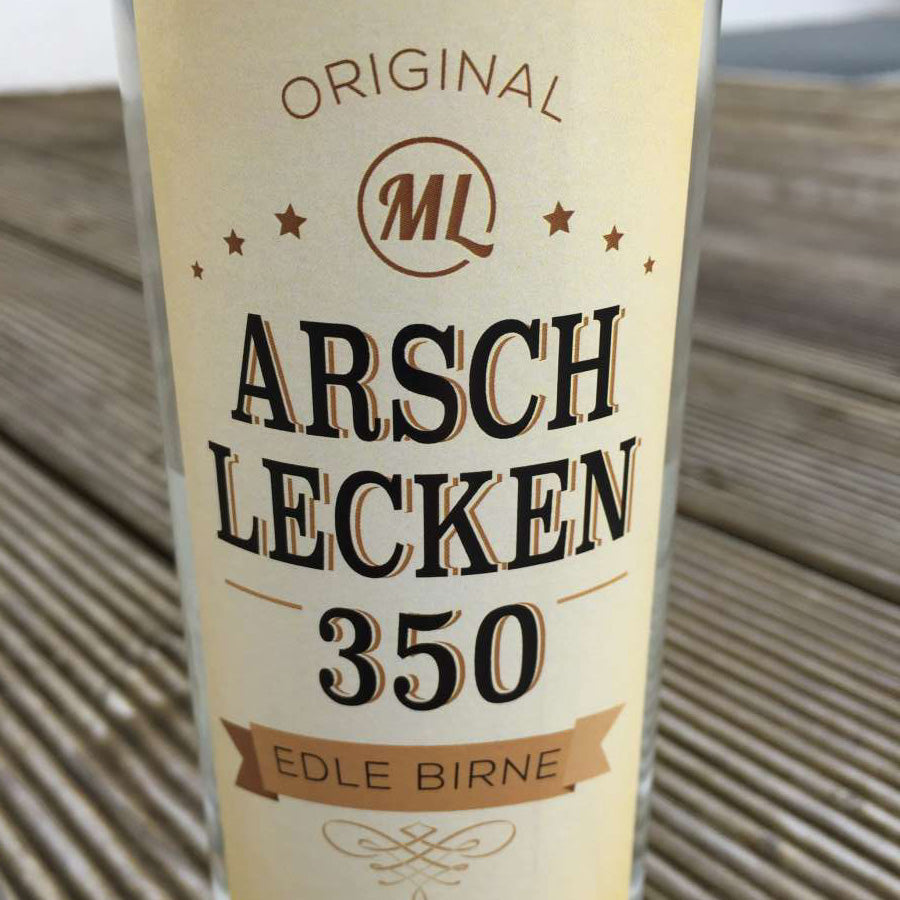 ORIGINAL
ML
ARSCH
LECKEN
350
EDLE BIRNE